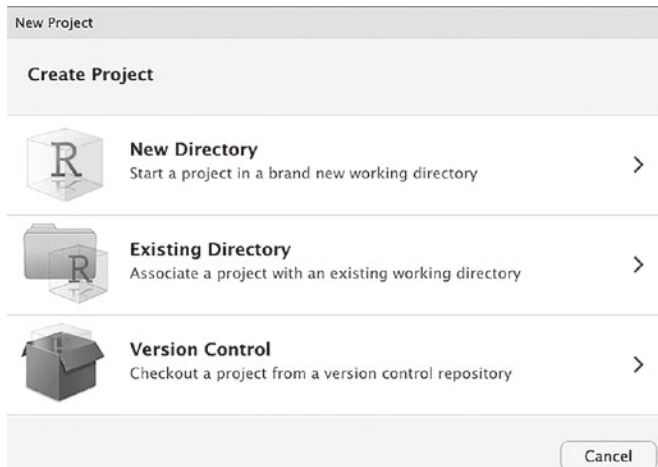 New Project
Create Project
R
New Directory
Start a project in a brand new working directory
R
Existing Directory
Associate a project with an existing working directory
Version Control
Checkout a project from a version control repository
Cancel